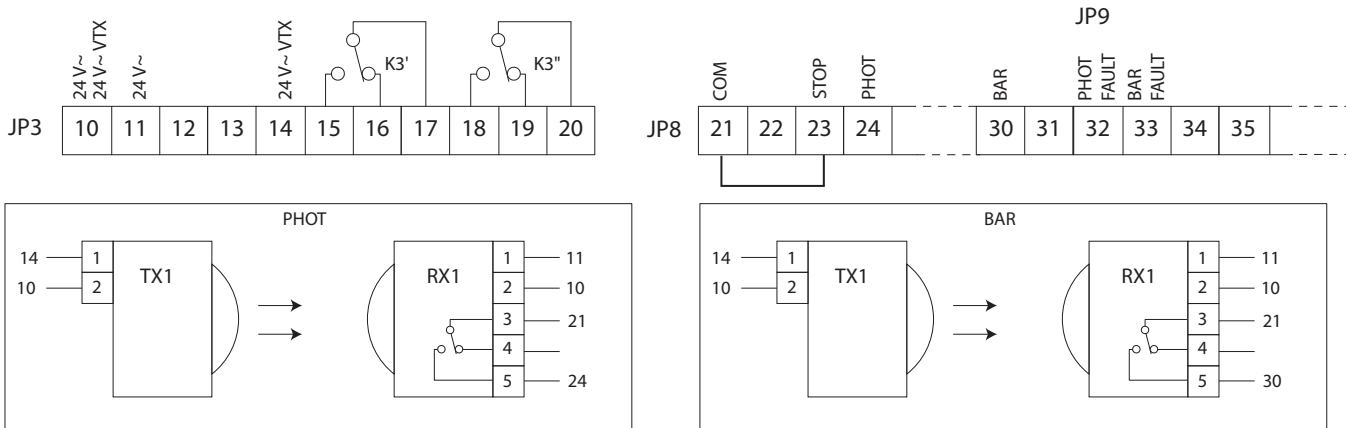 JP9
24 V~
24 V~ VTX
24 V~
24 V~ VTX
K3'
K3"
COM
STOP
PHOT
BAR
PHOT
FAULT
BAR
FAULT
JP3 10 11 12 13 14 15 16 17 18 19 20
JP8 21 22 23 24 30 31 32 33 34 35
PHOT
14 1
10 2
TX1
RX1
1 11
2 10
3 21
4
5 24
BAR
14 1
10 2
TX1
RX1
1 11
2 10
3 21
4
5 30